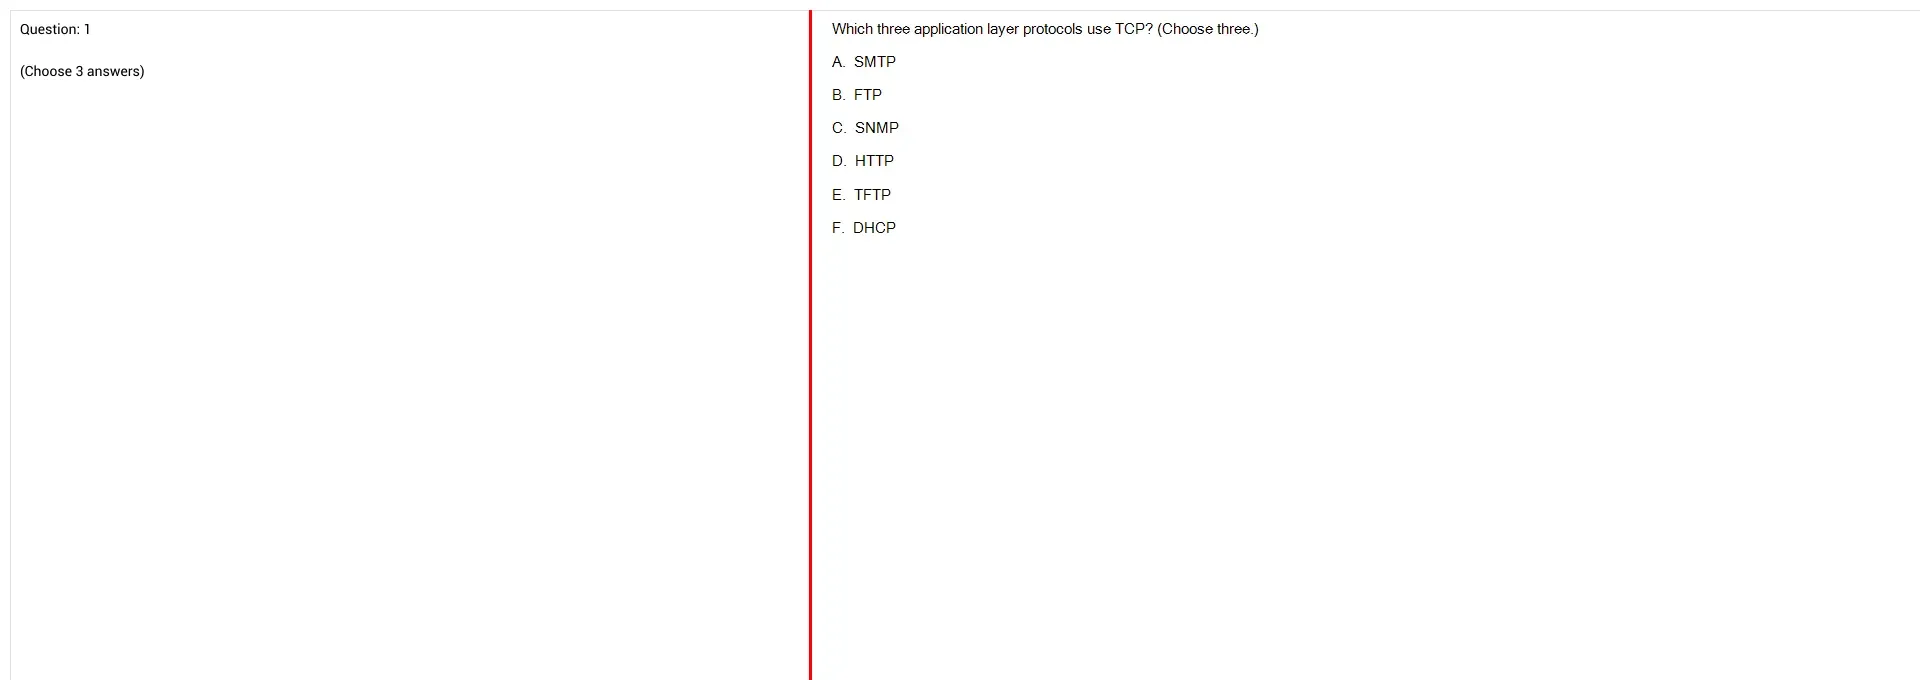 Question: 1
(Choose 3 answers)
Which three application layer protocols use TCP? (Choose three.)
A. SMTP
B. FTP
C. SNMP
D. HTTP
E. TFTP
F. DHCP